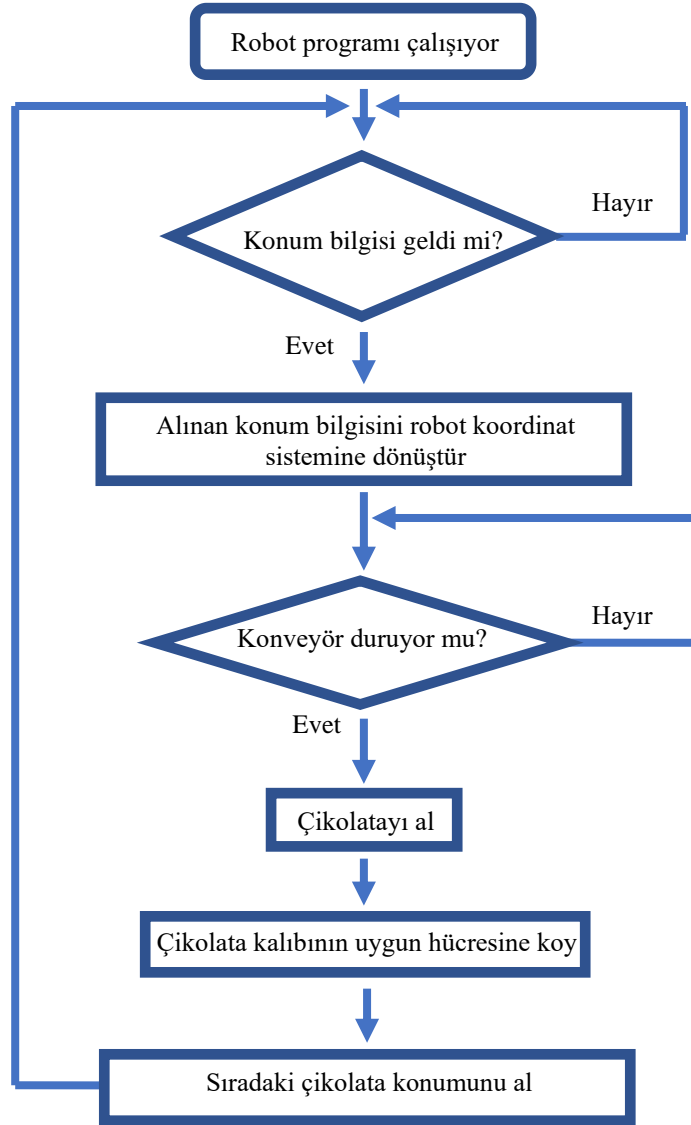 Robot programı çalışıyor
Hayır
Konum bilgisi geldi mi?
Evet
Alınan konum bilgisini robot koordinat
sistemine dönüştür
Hayır
Konveyör duruyor mu?
Evet
Çikolatayı al
Çikolata kalıbının uygun hücresine koy
Sıradaki çikolata konumunu al